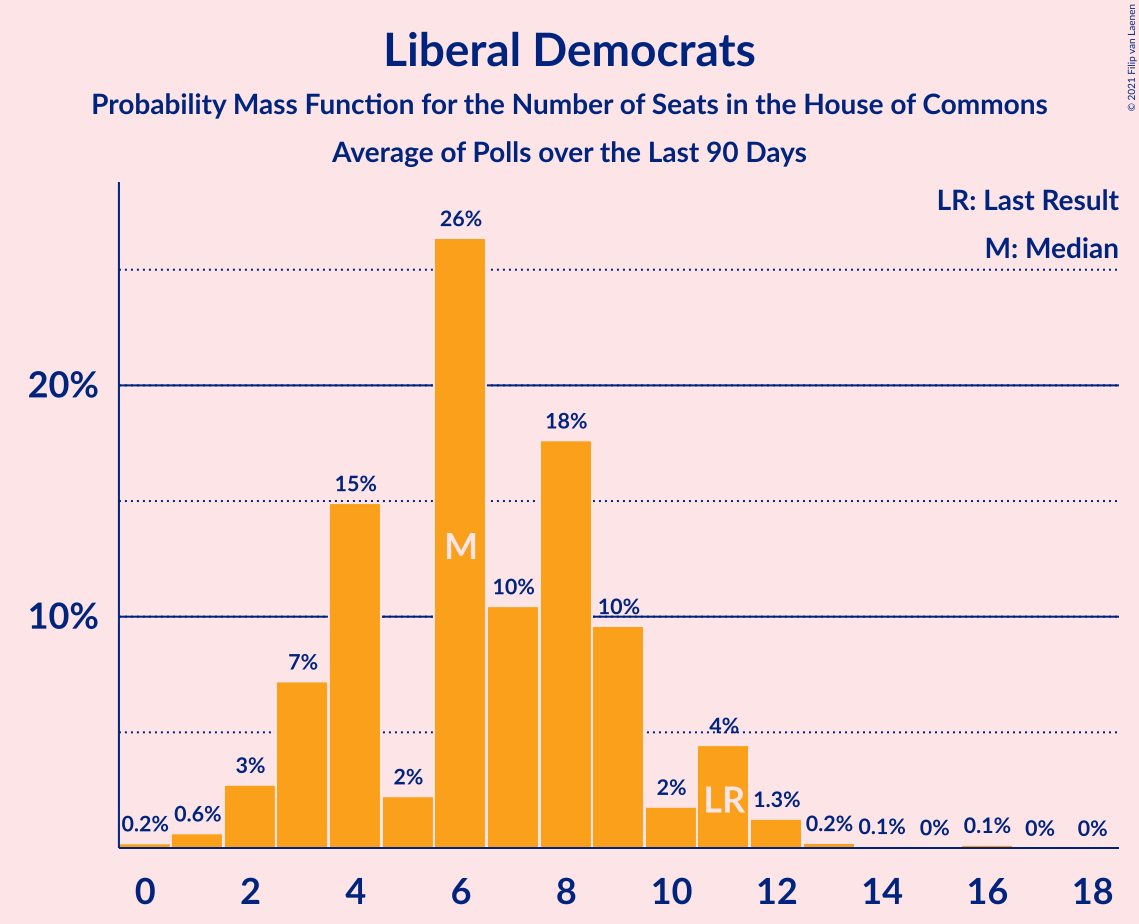 Liberal Democrats
Probability Mass Function for the Number of Seats in the House of Commons
Average of Polls over the Last 90 Days
© 2021 Filip van Laenen
LR: Last Result
M: Median
20%
10%
0.2%
0.6%
3%
7%
15%
2%
26%
10%
18%
10%
2%
4%
1.3%
0.2%
0.1%
0%
0.1%
0%
0%
M
LR
0 2 4 6 8 10 12 14 16 18